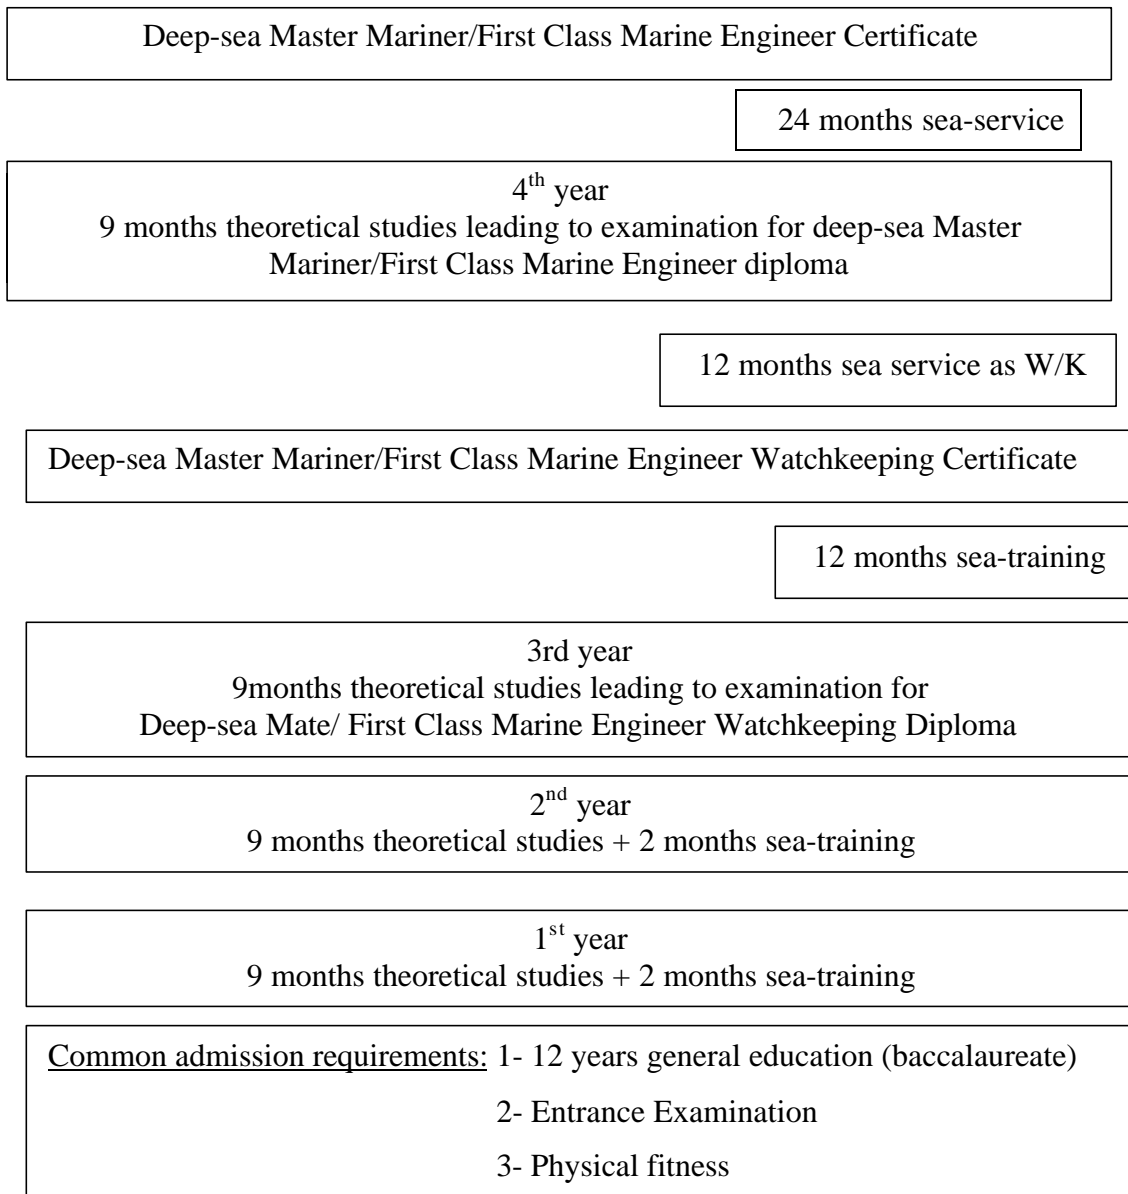 Deep-sea Master Mariner/First Class Marine Engineer Certificate
24 months sea-service
4th year
9 months theoretical studies leading to examination for deep-sea Master
Mariner/First Class Marine Engineer diploma
12 months sea service as W/K
Deep-sea Master Mariner/First Class Marine Engineer Watchkeeping Certificate
12 months sea-training
3rd year
9months theoretical studies leading to examination for
Deep-sea Mate/ First Class Marine Engineer Watchkeeping Diploma
2nd year
9 months theoretical studies + 2 months sea-training
1st year
9 months theoretical studies + 2 months sea-training
Common admission requirements: 1- 12 years general education (baccalaureate)
2- Entrance Examination
3- Physical fitness